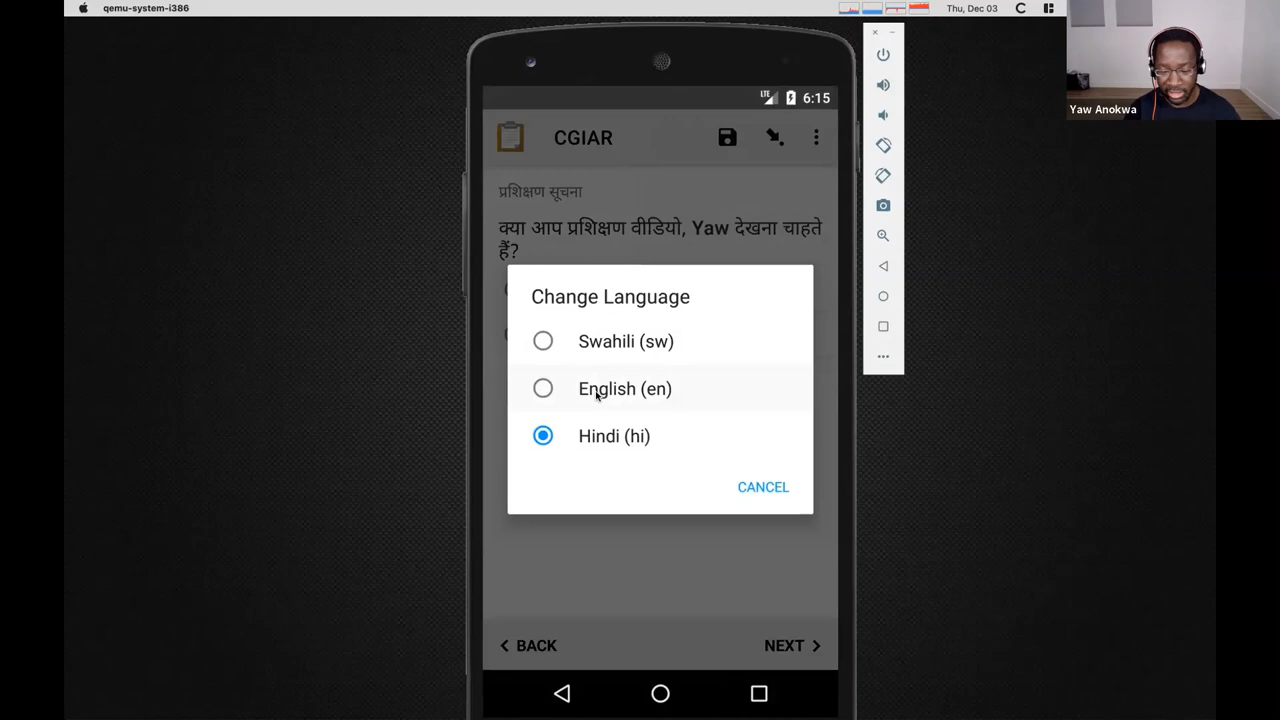 qemu-system-i386
Thu, Dec 03
Yaw Anokwa
LTE
6:15
CGIAR
प्रशिक्षण सूचना
क्या आप प्रशिक्षण वीडियो, Yaw देखना चाहते
हैं?
Change Language
Swahili (sw)
English (en)
Hindi (hi)
CANCEL
BACK
NEXT